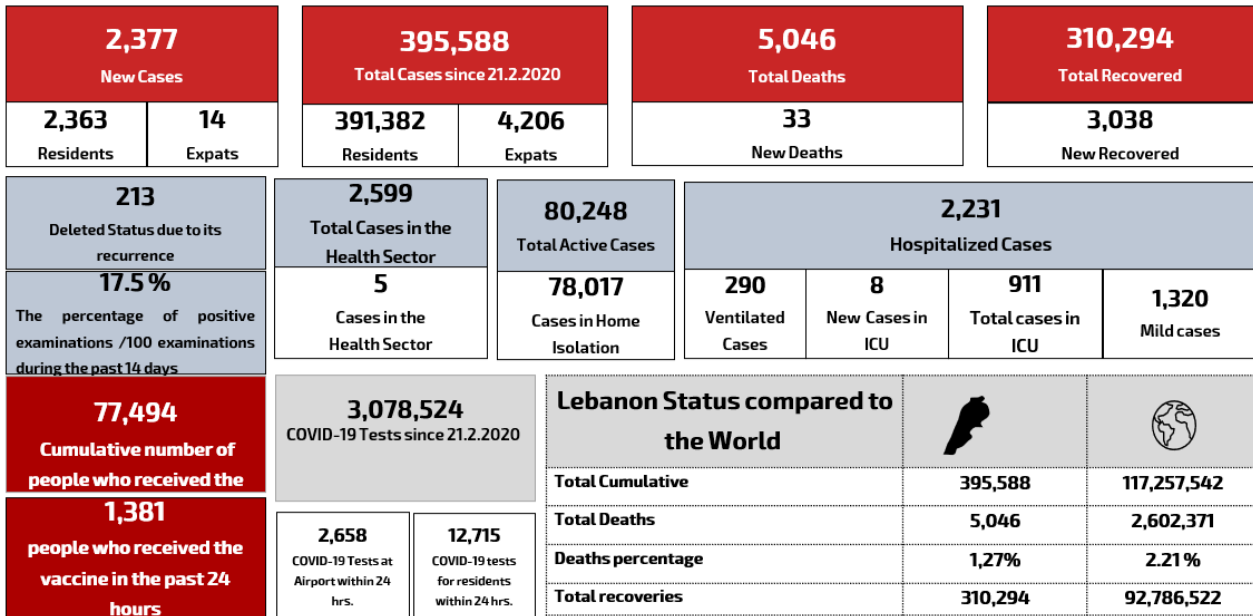 2,377
New Cases
2,363
Residents
14
Expats
395,588
Total Cases since 21.2.2020
391,382
Residents
4,206
Expats
5,046
Total Deaths
33
New Deaths
310,294
Total Recovered
3,038
New Recovered
213
Deleted Status due to its
recurrence
17.5 %
The percentage of positive
examinations /100 examinations
during the past 14 days
2,599
Total Cases in the
Health Sector
5
Cases in the
Health Sector
80,248
Total Active Cases
78,017
Cases in Home
Isolation
2,231
Hospitalized Cases
290
Ventilated
Cases
8
New Cases in
ICU
911
Total cases in
ICU
1,320
Mild cases
77,494
Cumulative number of
people who received the
1,381
people who received the
vaccine in the past 24
hours
3,078,524
COVID-19 Tests since 21.2.2020
2,658
COVID-19 Tests at
Airport within 24
hrs.
12,715
COVID-19 tests
for residents
within 24 hrs.
Lebanon Status compared to
the World
Total Cumulative 395,588 117,257,542
Total Deaths 5,046 2,602,371
Deaths percentage 1,27% 2.21 %
Total recoveries 310,294 92,786,522